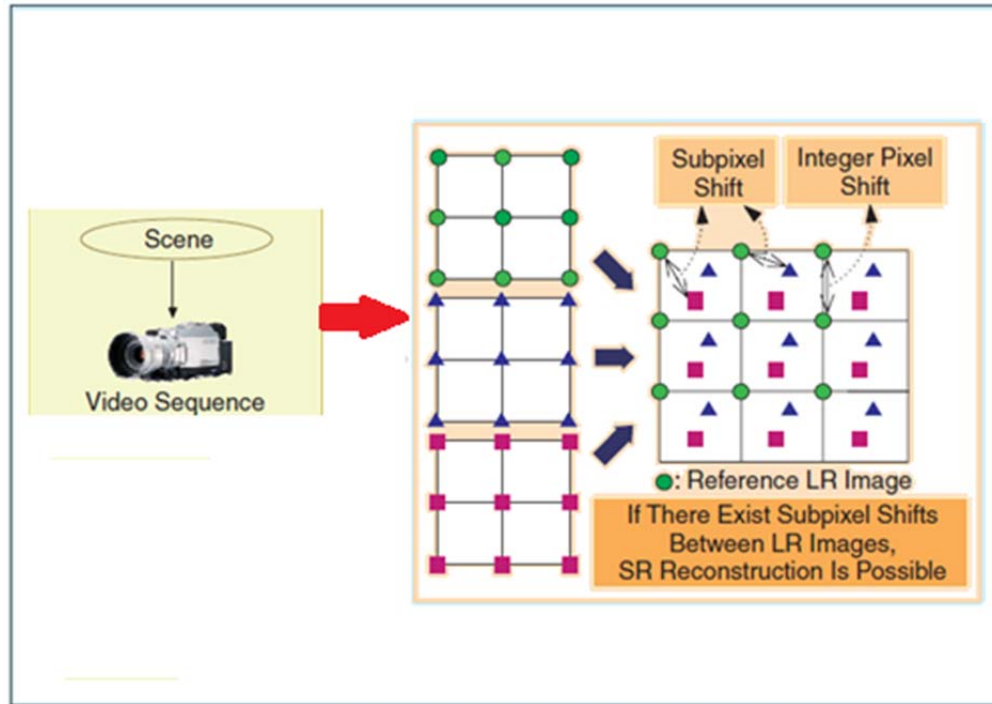 Scene
Video Sequence
Subpixel
Shift
Integer Pixel
Shift
: Reference LR Image
If There Exist Subpixel Shifts
Between LR Images,
SR Reconstruction Is Possible